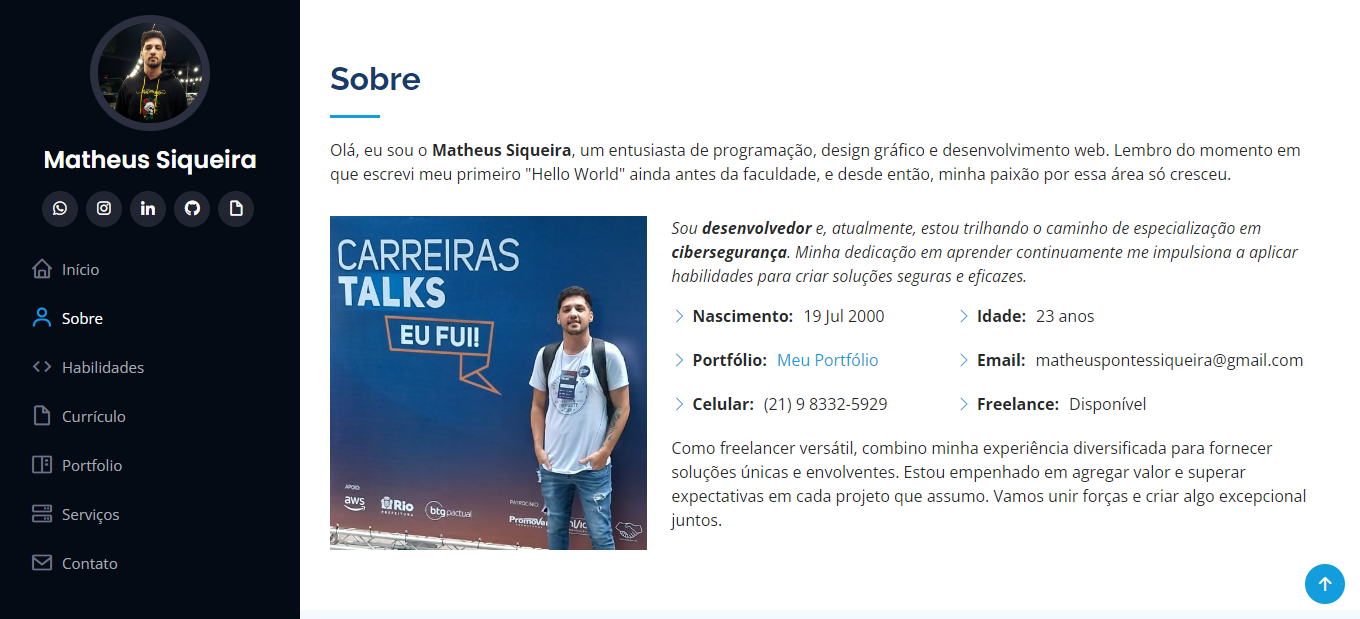 Matheus Siqueira
Início
Sobre
Habilidades
Currículo
Portfolio
Serviços
Contato
Sobre
Olá, eu sou o Matheus Siqueira, um entusiasta de programação, design gráfico e desenvolvimento web. Lembro do momento em
que escrevi meu primeiro "Hello World" ainda antes da faculdade, e desde então, minha paixão por essa área só cresceu.
CARREIRAS
TALKS
EU FUI!
APOIO
aws
Rio
PREFEITURA
btgpactual
PATROCINIO
Sou desenvolvedor e, atualmente, estou trilhando o caminho de especialização em
cibersegurança. Minha dedicação em aprender continuamente me impulsiona a aplicar
habilidades para criar soluções seguras e eficazes.
Nascimento: 19 Jul 2000
Idade: 23 anos
Portfólio: Meu Portfólio
Email: matheuspontessiqueira@gmail.com
Celular: (21) 9 8332-5929
Freelance: Disponível
Como freelancer versátil, combino minha experiência diversificada para fornecer
soluções únicas e envolventes. Estou empenhado em agregar valor e superar
expectativas em cada projeto que assumo. Vamos unir forças e criar algo excepcional
juntos.